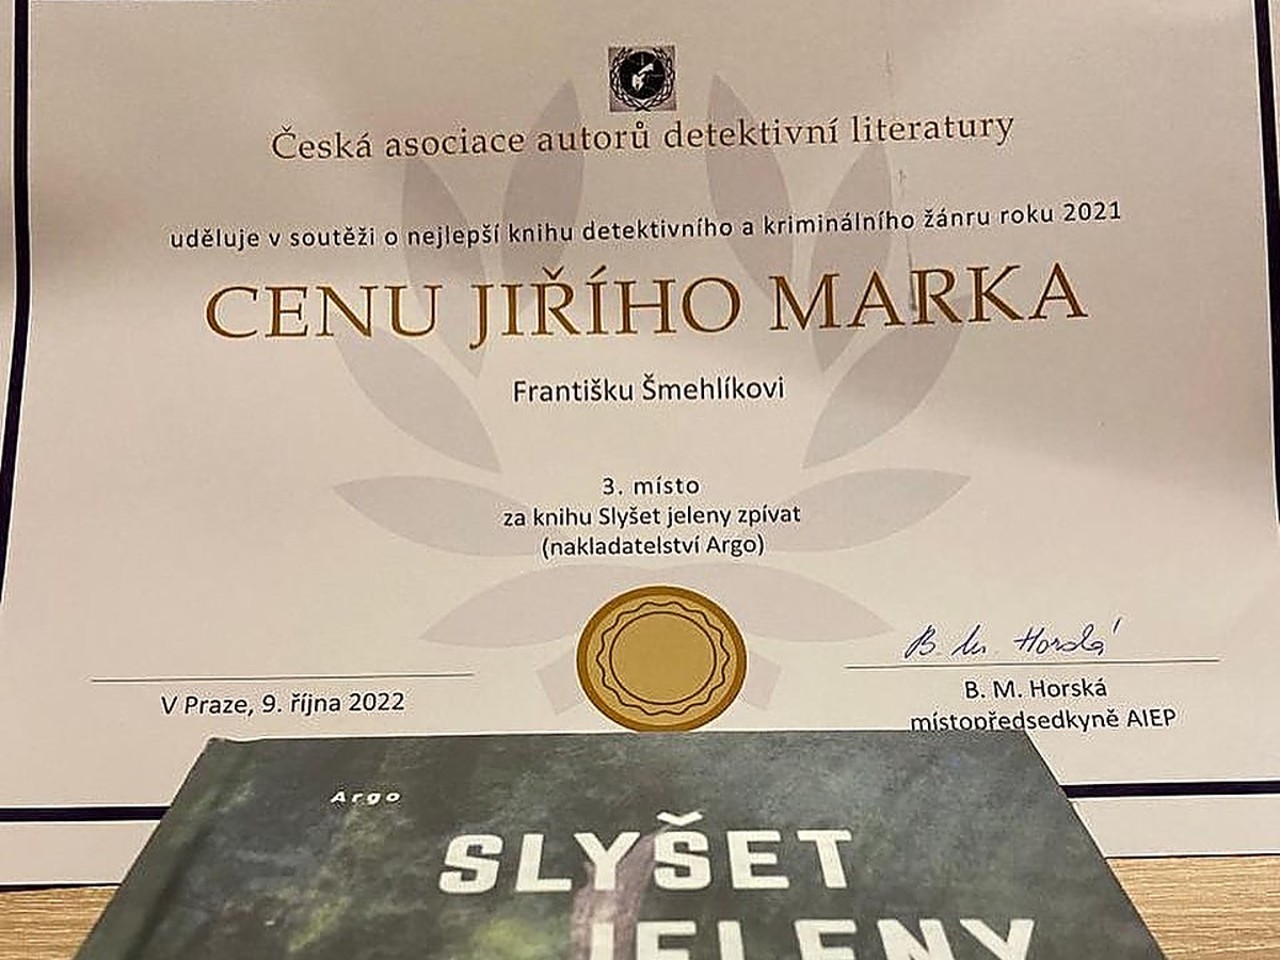 Česká asociace autorů detektivní literatury
uděluje v soutěži o nejlepší knihu detektivního a kriminálního žánru roku 2021
CENU JIŘÍHO MARKA
Františku Šmehlíkovi
3. místo
za knihu Slyšet jeleny zpívat
(nakladatelství Argo)
B. M. Horská
V Praze, 9. října 2022
B. M. Horská
místopředsedkyně AIEP
Argo
SLYŠET
JELENY